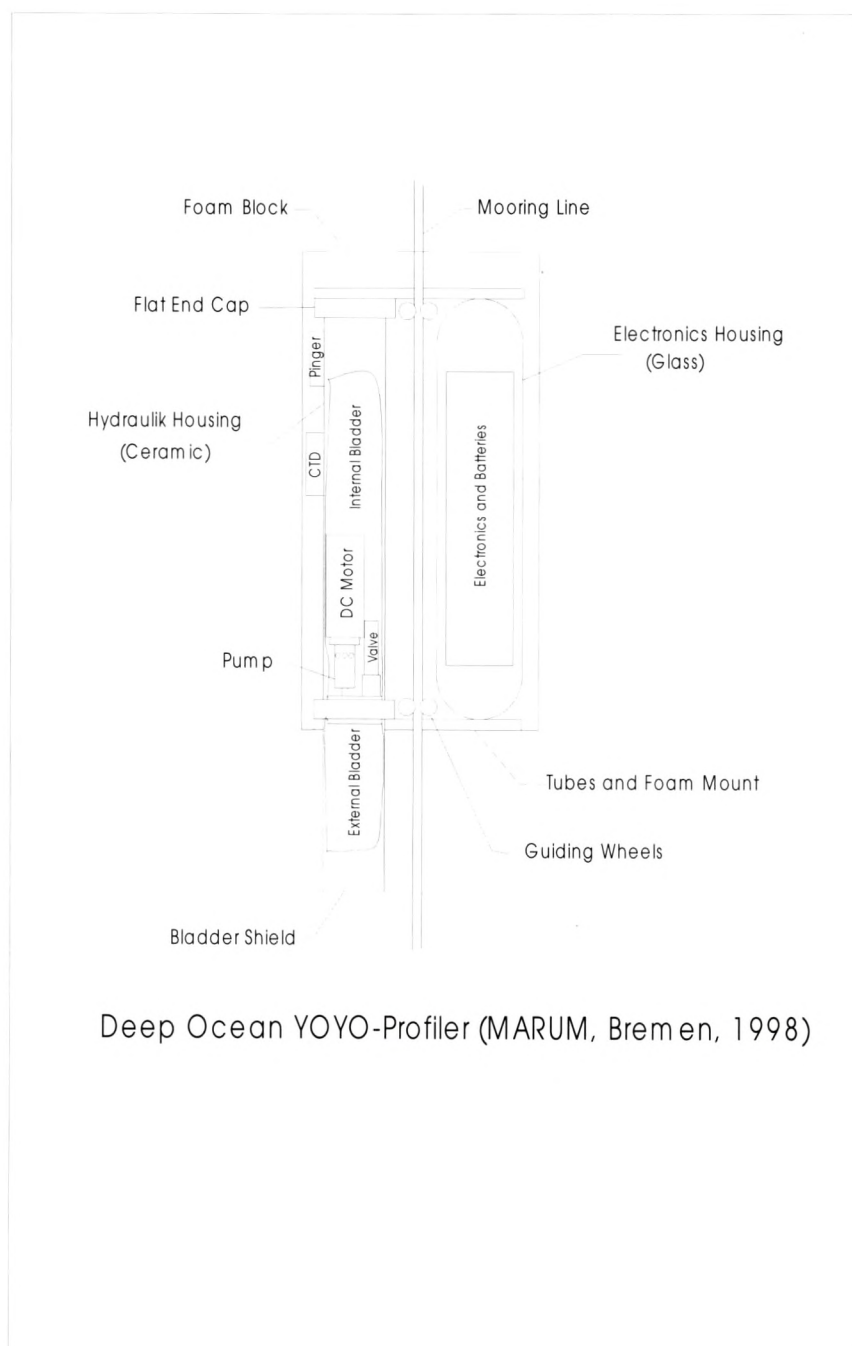 Foam Block
Mooring Line
Flat End Cap
Electronics Housing
(Glass)
Pinger
Hydraulik Housing
(Ceramic)
CTD
Internal Bladder
Electronics and Batteries
DC Motor
Valve
Pump
External Bladder
Tubes and Foam Mount
Guiding Wheels
Bladder Shield
Deep Ocean YOYO-Profiler (MARUM, Bremen, 1998)